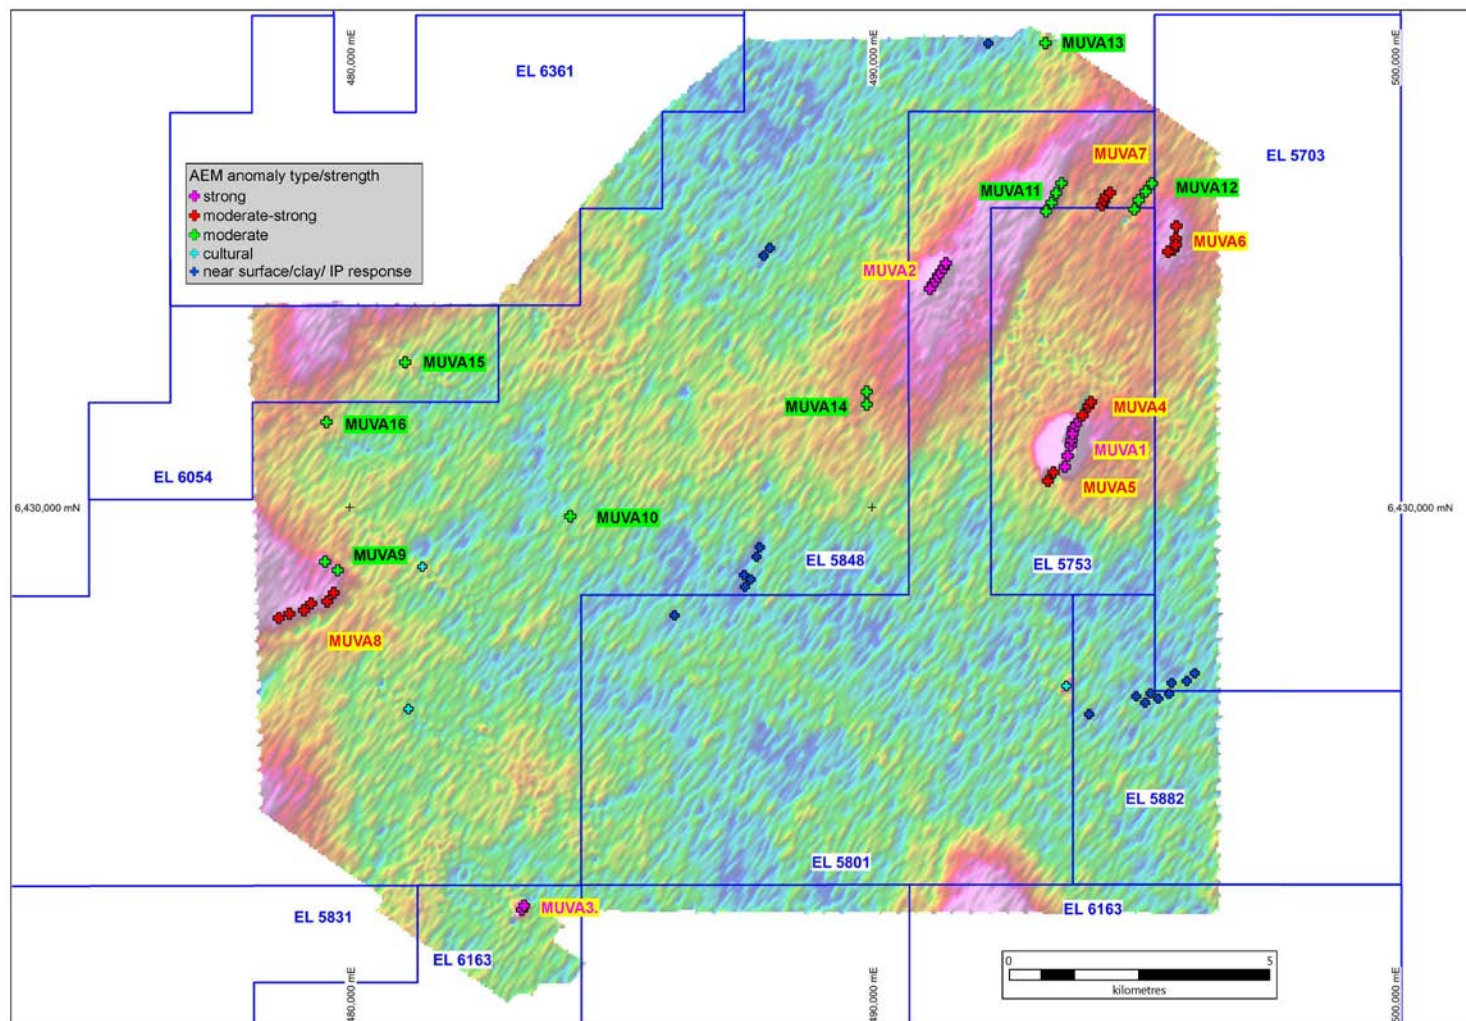 480,000 mE
490,000 mE
500,000 mE
MUVA13
EL 6361
EL 5703
MUVA7
AEM anomaly type/strength
strong
moderate-strong
moderate
cultural
near surface/clay/ IP response
MUVA11
MUVA12
MUVA6
MUVA2
MUVA15
MUVA14
MUVA4
MUVA16
MUVA1
EL 6054
MUVA5
6,430,000 mN
6,430,000 mN
MUVA10
MUVA9
EL 5848
EL 5753
MUVA8
EL 5882
EL 5801
EL 5831
MUVA3.
EL 6163
EL 6163
0
5
kilometres
480,000 mE
490,000 mE
500,000 mE